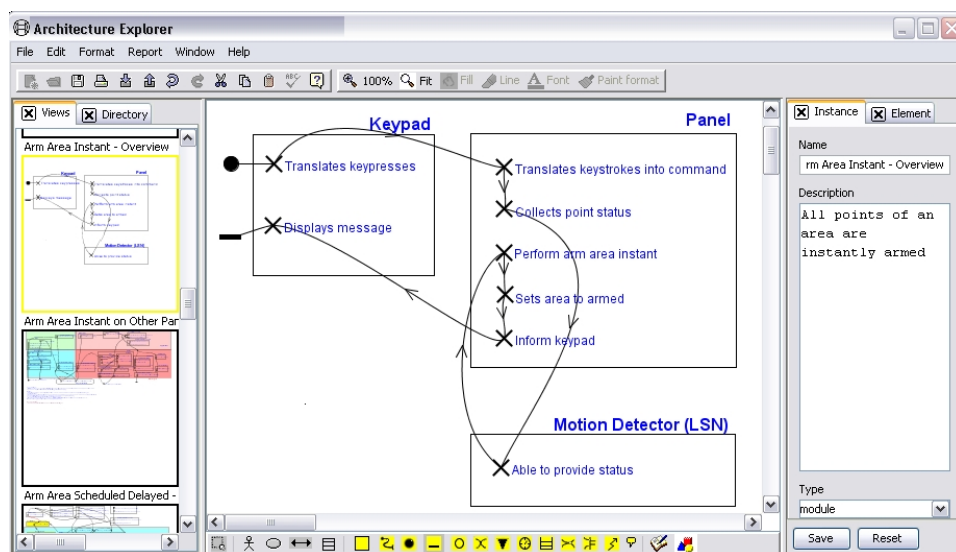 Architecture Explorer
File Edit Format Report Window Help
ABC ? 100% Fit Fill Line A Font Paint format
Views Directory
Arm Area Instant - Overview
Arm Area Instant on Other Par
Arm Area Scheduled Delayed -
Keypad
Translates keypresses
Displays message
Panel
Translates keystrokes into command
Collects point status
Perform arm area instant
Sets area to armed
Inform keypad
Motion Detector (LSN)
Able to provide status
Instance Element
Name
rm Area Instant - Overview
Description
All points of an
area are
instantly armed
Type
module
Save Reset